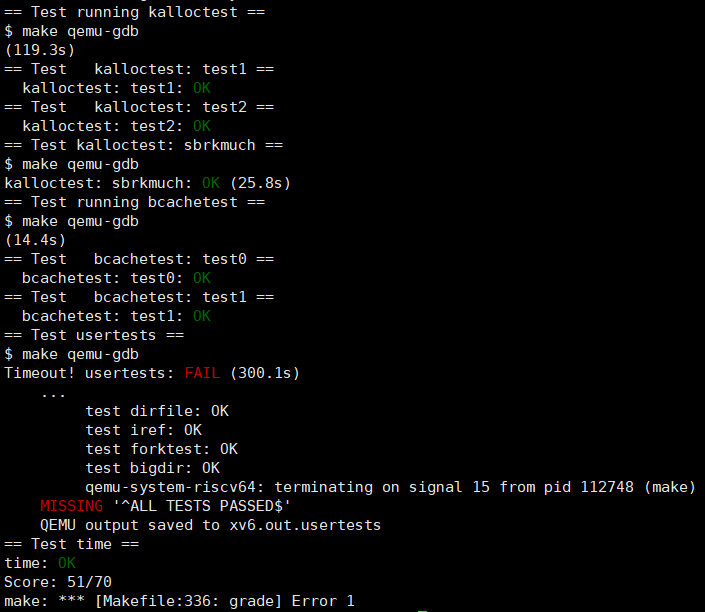 == Test running kalloctest ==
$ make qemu-gdb
(119.3s)
== Test   kalloctest: test1 ==
  kalloctest: test1: OK
== Test   kalloctest: test2 ==
  kalloctest: test2: OK
== Test kalloctest: sbrkmuch ==
$ make qemu-gdb
kalloctest: sbrkmuch: OK (25.8s)
== Test running bcachetest ==
$ make qemu-gdb
(14.4s)
== Test   bcachetest: test0 ==
  bcachetest: test0: OK
== Test   bcachetest: test1 ==
  bcachetest: test1: OK
== Test usertests ==
$ make qemu-gdb
Timeout! usertests: FAIL (300.1s)
    ...
         test dirfile: OK
         test iref: OK
         test forktest: OK
         test bigdir: OK
         qemu-system-riscv64: terminating on signal 15 from pid 112748 (make)
    MISSING '^ALL TESTS PASSED$'
    QEMU output saved to xv6.out.usertests
== Test time ==
time: OK
Score: 51/70
make: *** [Makefile:336: grade] Error 1